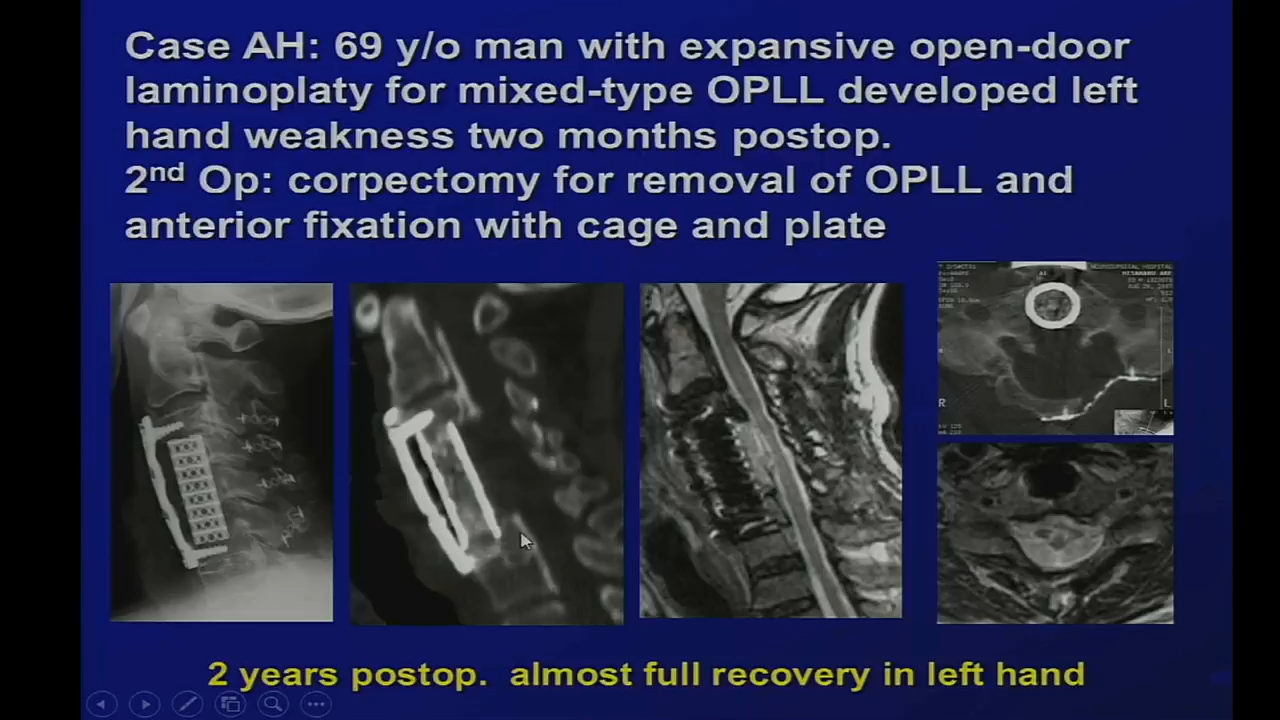 Case AH: 69 y/o man with expansive open-door
laminoplaty for mixed-type OPLL developed left
hand weakness two months postop.
2nd Op: corpectomy for removal of OPLL and
anterior fixation with cage and plate
R
L
2 years postop. almost full recovery in left hand